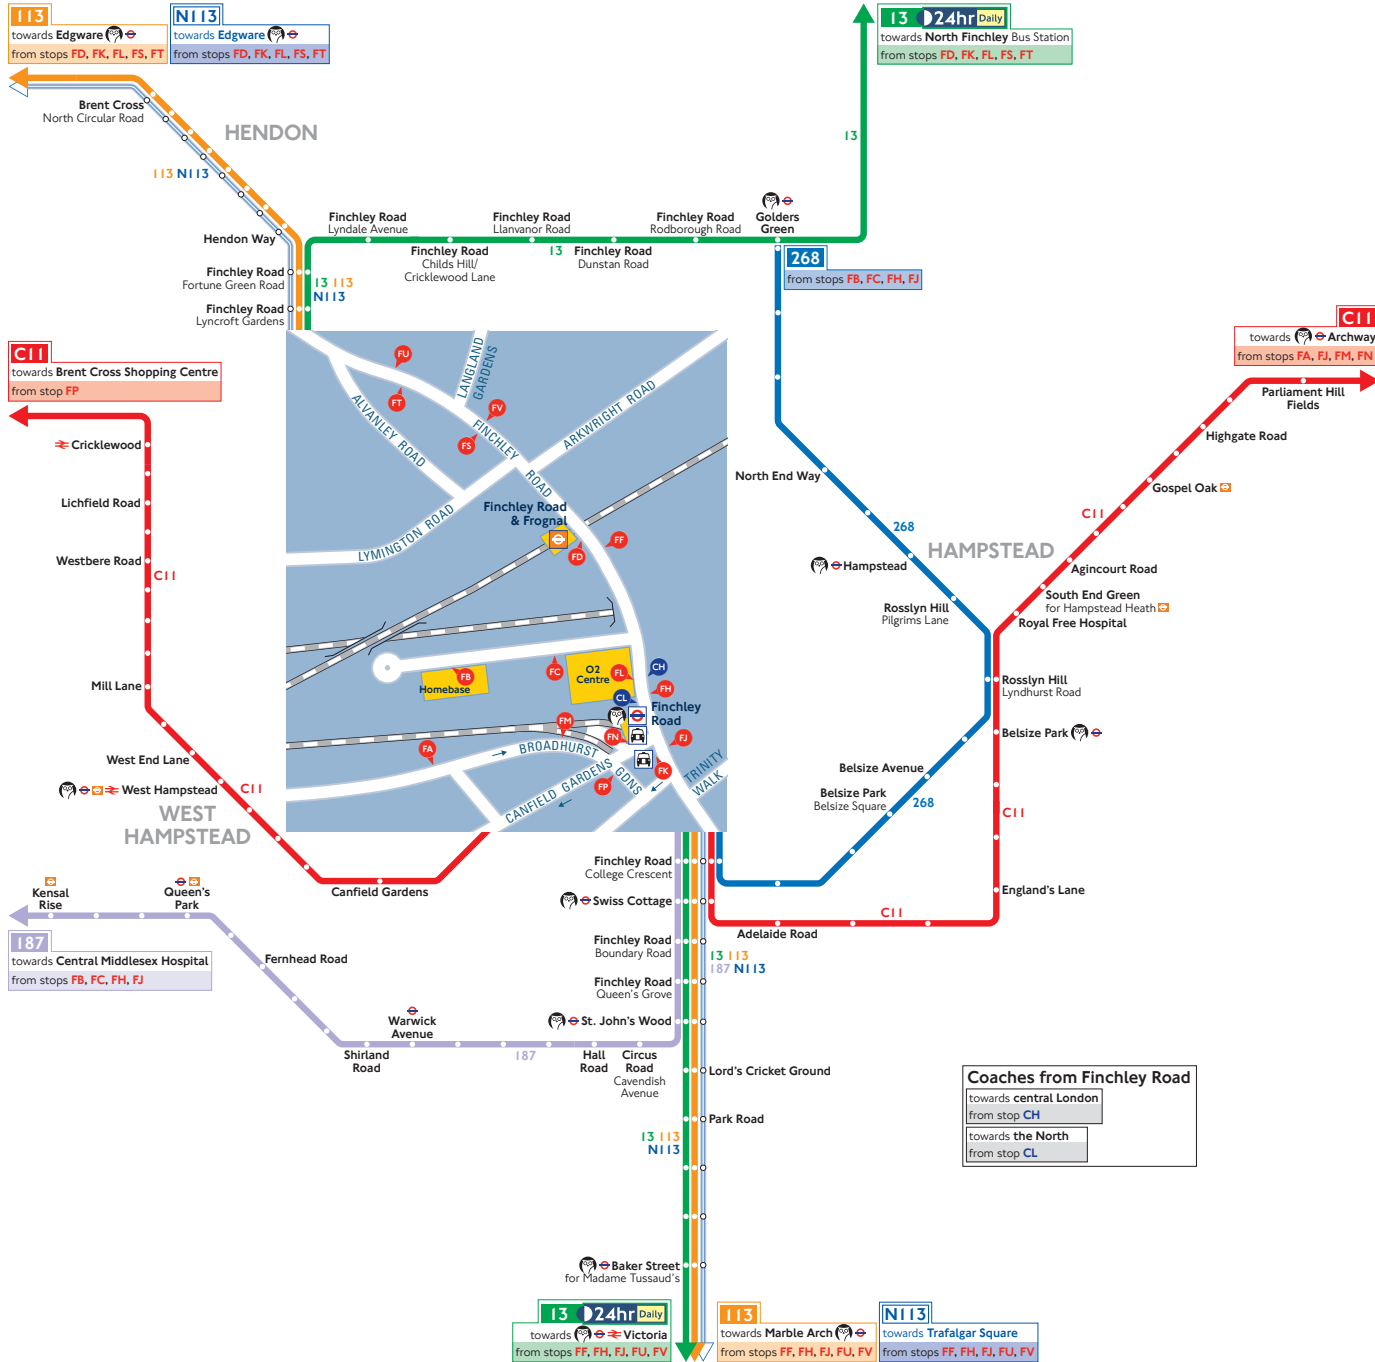 113
towards Edgware
from stops FD, FK, FL, FS, FT
N113
towards Edgware
from stops FD, FK, FL, FS, FT
13 24hr Daily
towards North Finchley Bus Station
from stops FD, FK, FL, FS, FT
Brent Cross
North Circular Road
HENDON
113 N113
13
Hendon Way
Finchley Road
Fortune Green Road
Finchley Road
Lyncroft Gardens
13 113
N113
Finchley Road
Lyndale Avenue
Finchley Road
Childs Hill/
Cricklewood Lane
Finchley Road
Llanvanor Road
13
Finchley Road
Dunstan Road
Finchley Road
Rodborough Road
Golders
Green
268
from stops FB, FC, FH, FJ
C11
towards Archway
from stops FA, FJ, FM, FN
C11
towards Brent Cross Shopping Centre
from stop FP
Cricklewood
Lichfield Road
Westbere Road
C11
Mill Lane
West End Lane
West Hampstead
C11
WEST
HAMPSTEAD
Canfield Gardens
FU
FT
LANGLAND
GARDENS
FV
FS
ALVANLEY ROAD
FINCHLEY
ROAD
ARKWRIGHT ROAD
LYMINGTON ROAD
Finchley Road
& Frognal
FD
FF
FB
Homebase
FC
O2
Centre
FL
CH
FH
CL
Finchley
Road
FM
FN
FJ
FA
BROADHURST
GDNS
FK
FP
CANFIELD GARDENS
TRINITY
WALK
Parliament Hill
Fields
Highgate Road
Gospel Oak
C11
Agincourt Road
South End Green
for Hampstead Heath
Royal Free Hospital
North End Way
268
HAMPSTEAD
Hampstead
Rosslyn Hill
Pilgrims Lane
Rosslyn Hill
Lyndhurst Road
Belsize Park
Belsize Avenue
Belsize Park
Belsize Square
268
C11
England's Lane
C11
Adelaide Road
Finchley Road
College Crescent
Swiss Cottage
Finchley Road
Boundary Road
Finchley Road
Queen's Grove
St. John's Wood
13 113
187 N113
Kensal
Rise
Queen's
Park
187
towards Central Middlesex Hospital
from stops FB, FC, FH, FJ
Fernhead Road
Shirland
Road
Warwick
Avenue
187
Hall
Road
Circus
Road
Cavendish
Avenue
Lord's Cricket Ground
Park Road
13 113
N113
Baker Street
for Madame Tussaud's
Coaches from Finchley Road
towards central London
from stop CH
towards the North
from stop CL
13 24hr Daily
towards Victoria
from stops FF, FH, FJ, FU, FV
113
towards Marble Arch
from stops FF, FH, FJ, FU, FV
N113
towards Trafalgar Square
from stops FF, FH, FJ, FU, FV